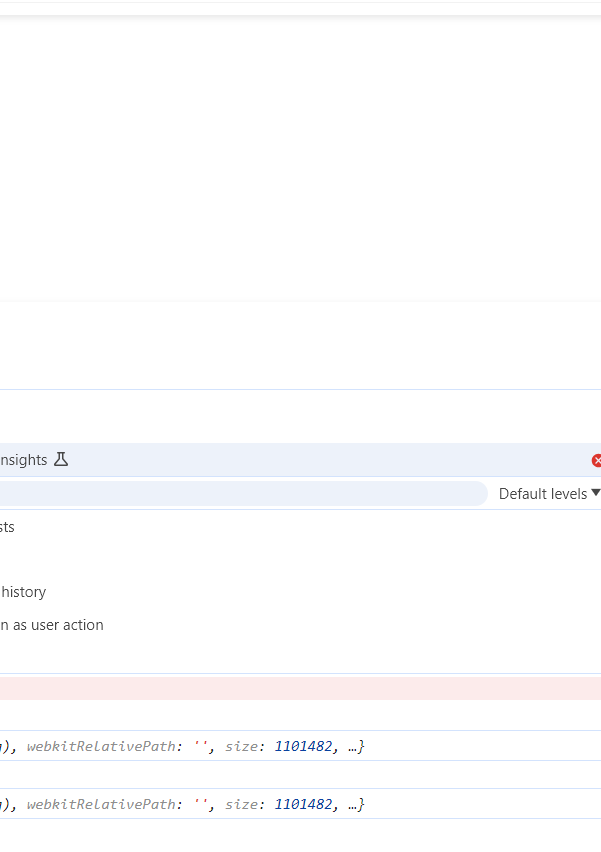 nsights
Default levels
sts
history
n as user action
), webkitRelativePath: '', size: 1101482, …}
), webkitRelativePath: '', size: 1101482, …}